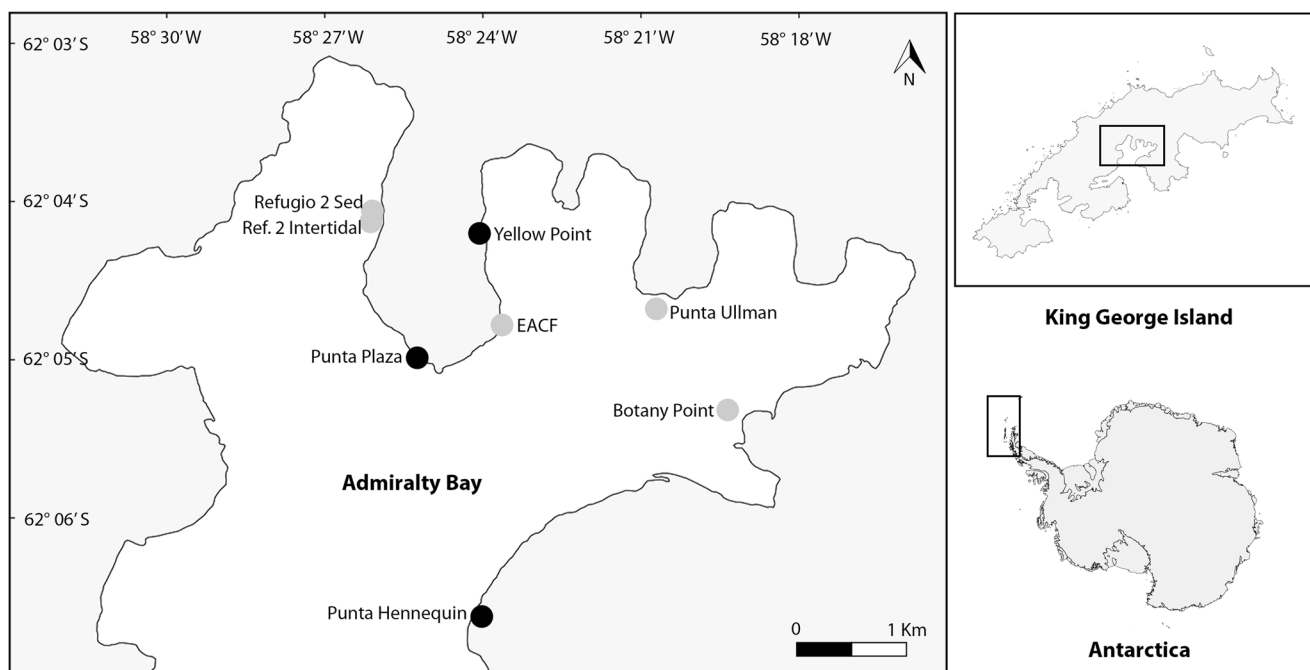 58° 30′W
58° 27′W
58° 24′W
58° 21′W
58° 18′W
62° 03′S
N
62° 04′S
Refugio 2 Sed
Ref. 2 Intertidal
Yellow Point
EACF
Punta Ullman
62° 05′S
Punta Plaza
Botany Point
Admiralty Bay
62° 06′S
Punta Hennequin
0
1 Km
King George Island
Antarctica